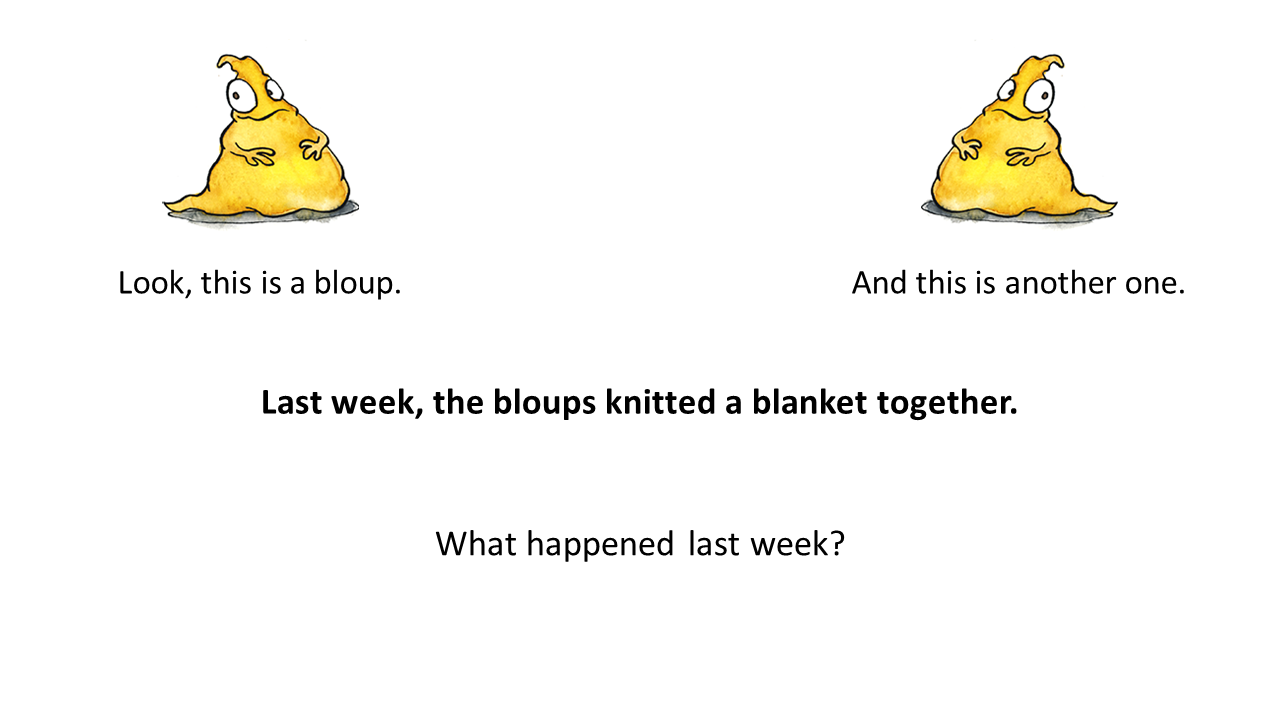 Look, this is a bloup.
And this is another one.
Last week, the bloups knitted a blanket together.
What happened last week?